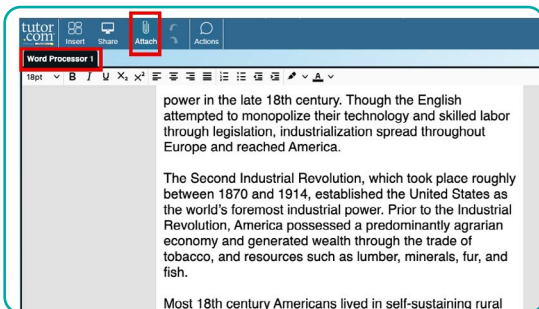 tutor
.com
Insert
Share
Attach
Actions
Word Processor 1
18pt B I U X₂ X² A
power in the late 18th century. Though the English
attempted to monopolize their technology and skilled labor
through legislation, industrialization spread throughout
Europe and reached America.
The Second Industrial Revolution, which took place roughly
between 1870 and 1914, established the United States as
the world's foremost industrial power. Prior to the Industrial
Revolution, America possessed a predominantly agrarian
economy and generated wealth through the trade of
tobacco, and resources such as lumber, minerals, fur, and
fish.
Most 18th century Americans lived in self-sustaining rural